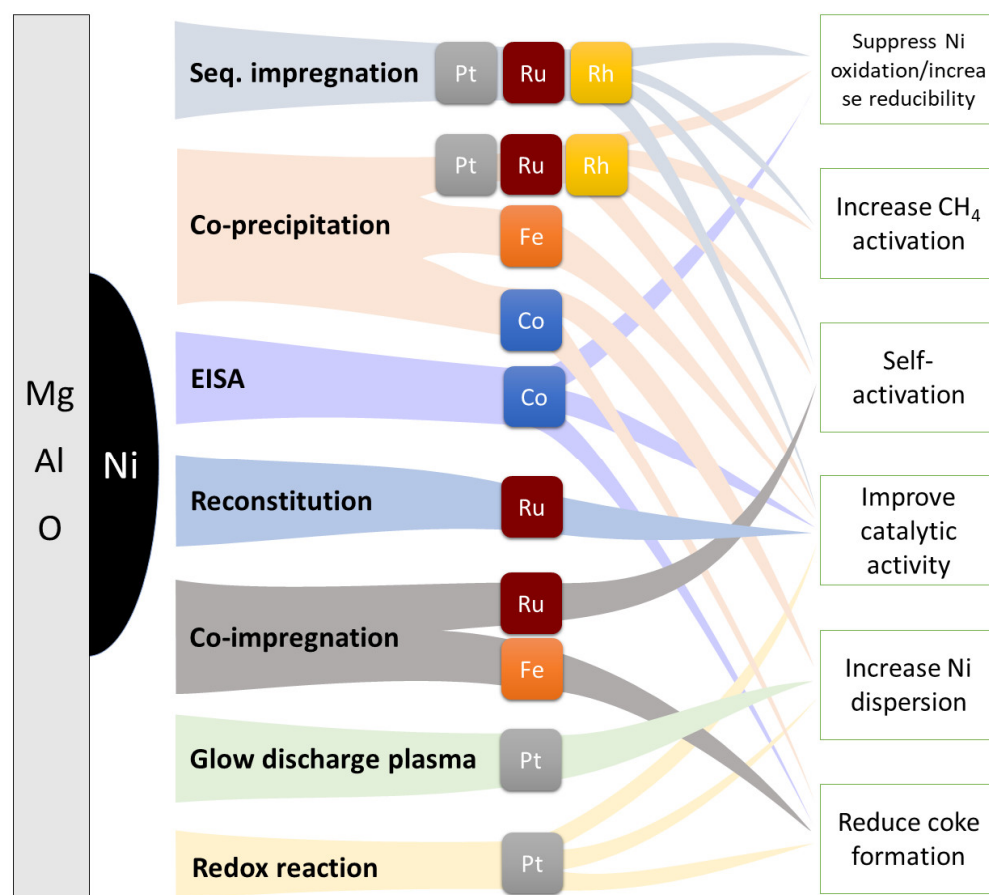 Mg
Al
O
Ni
Seq. impregnation
Pt
Ru
Rh
Co-precipitation
Pt
Ru
Rh
Fe
Co
EISA
Co
Reconstitution
Ru
Co-impregnation
Ru
Fe
Glow discharge plasma
Pt
Redox reaction
Pt
Suppress Ni
oxidation/increa
se reducibility
Increase CH₄
activation
Self-
activation
Improve
catalytic
activity
Increase Ni
dispersion
Reduce coke
formation